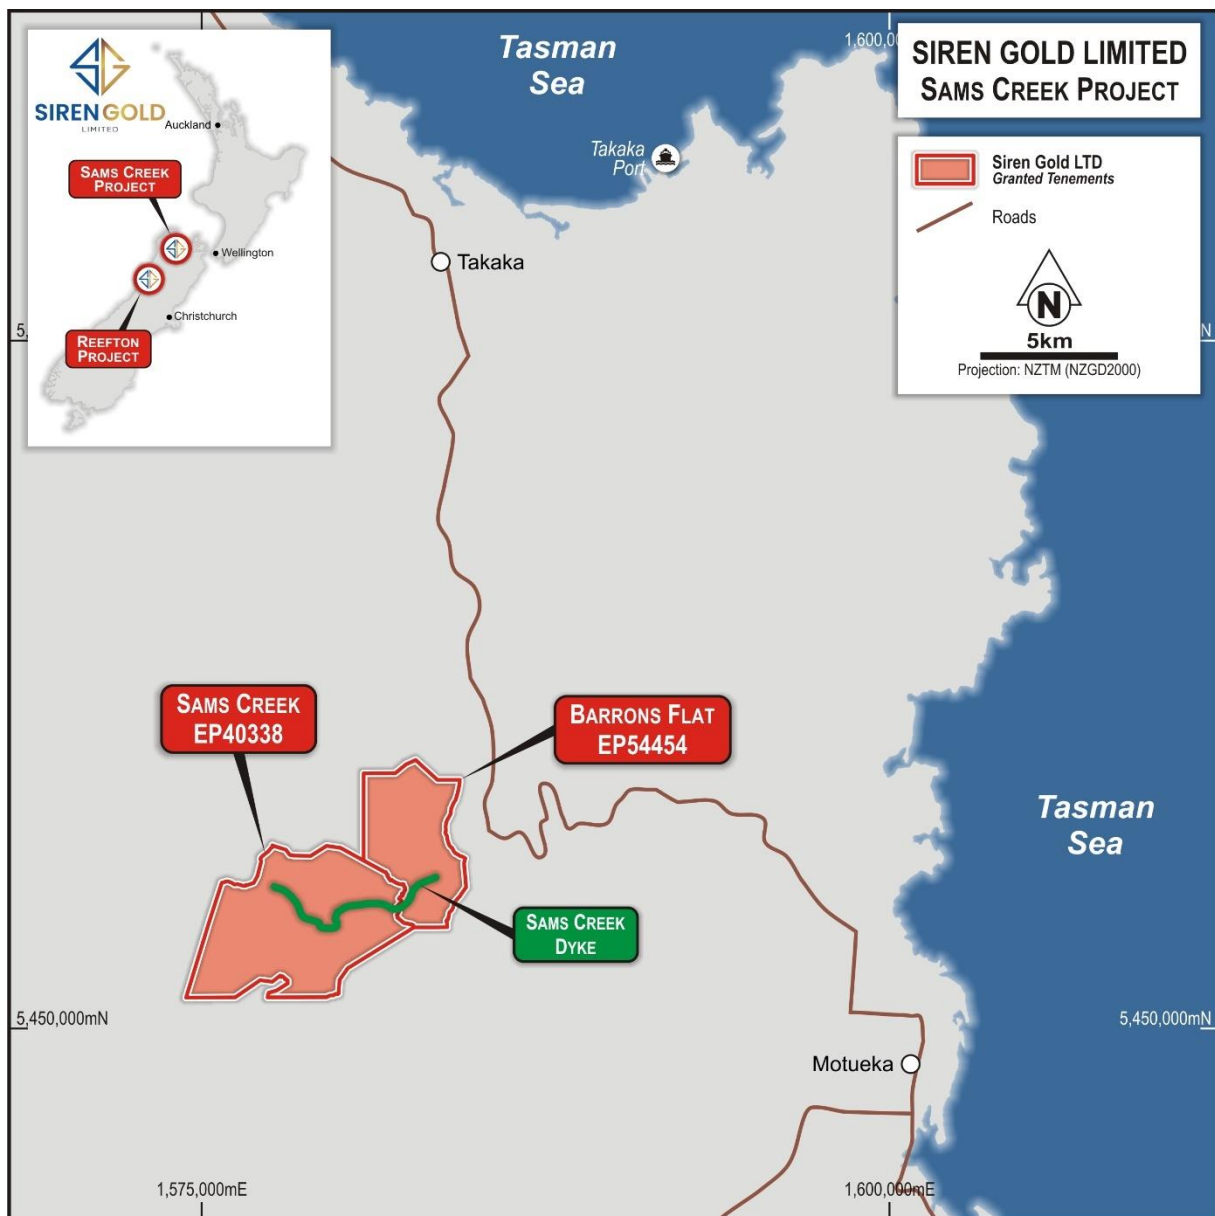 SIREN GOLD
LIMITED
Auckland
SAMS CREEK
PROJECT
Wellington
Christchurch
REEFTON
PROJECT
Tasman
Sea
1,600,0
SIREN GOLD LIMITED
SAMS CREEK PROJECT
Takaka
Port
Siren Gold LTD
Granted Tenements
Roads
N
5km
Projection: NZTM (NZGD2000)
Takaka
5,
N
SAMS CREEK
EP40338
BARRONS FLAT
EP54454
Tasman
Sea
SAMS CREEK
DYKE
5,450,000mN
5,450,000mN
Motueka
1,575,000mE
1,600,000mE